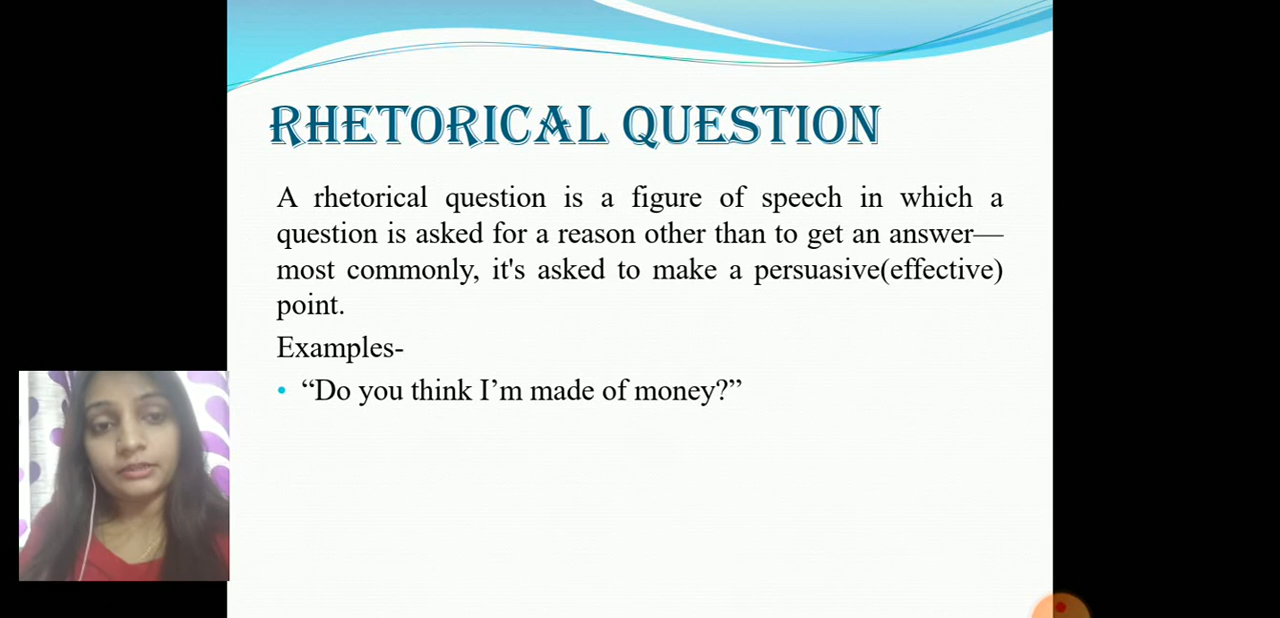 RHETORICAL QUESTION
A rhetorical question is a figure of speech in which a
question is asked for a reason other than to get an answer—
most commonly, it's asked to make a persuasive(effective)
point.
Examples-
• “Do you think I’m made of money?”